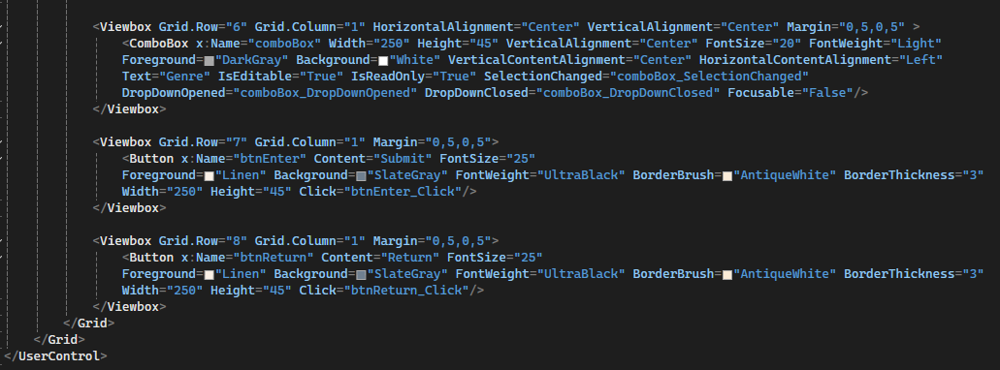 <Viewbox Grid.Row="6" Grid.Column="1" HorizontalAlignment="Center" VerticalAlignment="Center" Margin="0,5,0,5" >
<ComboBox x:Name="comboBox" Width="250" Height="45" VerticalAlignment="Center" FontSize="20" FontWeight="Light"
Foreground="DarkGray" Background="White" VerticalContentAlignment="Center" HorizontalContentAlignment="Left"
Text="Genre" IsEditable="True" IsReadOnly="True" SelectionChanged="comboBox_SelectionChanged"
DropDownOpened="comboBox_DropDownOpened" DropDownClosed="comboBox_DropDownClosed" Focusable="False"/>
</Viewbox>
<Viewbox Grid.Row="7" Grid.Column="1" Margin="0,5,0,5">
<Button x:Name="btnEnter" Content="Submit" FontSize="25"
Foreground="Linen" Background="SlateGray" FontWeight="UltraBlack" BorderBrush="AntiqueWhite" BorderThickness="3"
Width="250" Height="45" Click="btnEnter_Click"/>
</Viewbox>
<Viewbox Grid.Row="8" Grid.Column="1" Margin="0,5,0,5">
<Button x:Name="btnReturn" Content="Return" FontSize="25"
Foreground="Linen" Background="SlateGray" FontWeight="UltraBlack" BorderBrush="AntiqueWhite" BorderThickness="3"
Width="250" Height="45" Click="btnReturn_Click"/>
</Viewbox>
</Grid>
</Grid>
</UserControl>